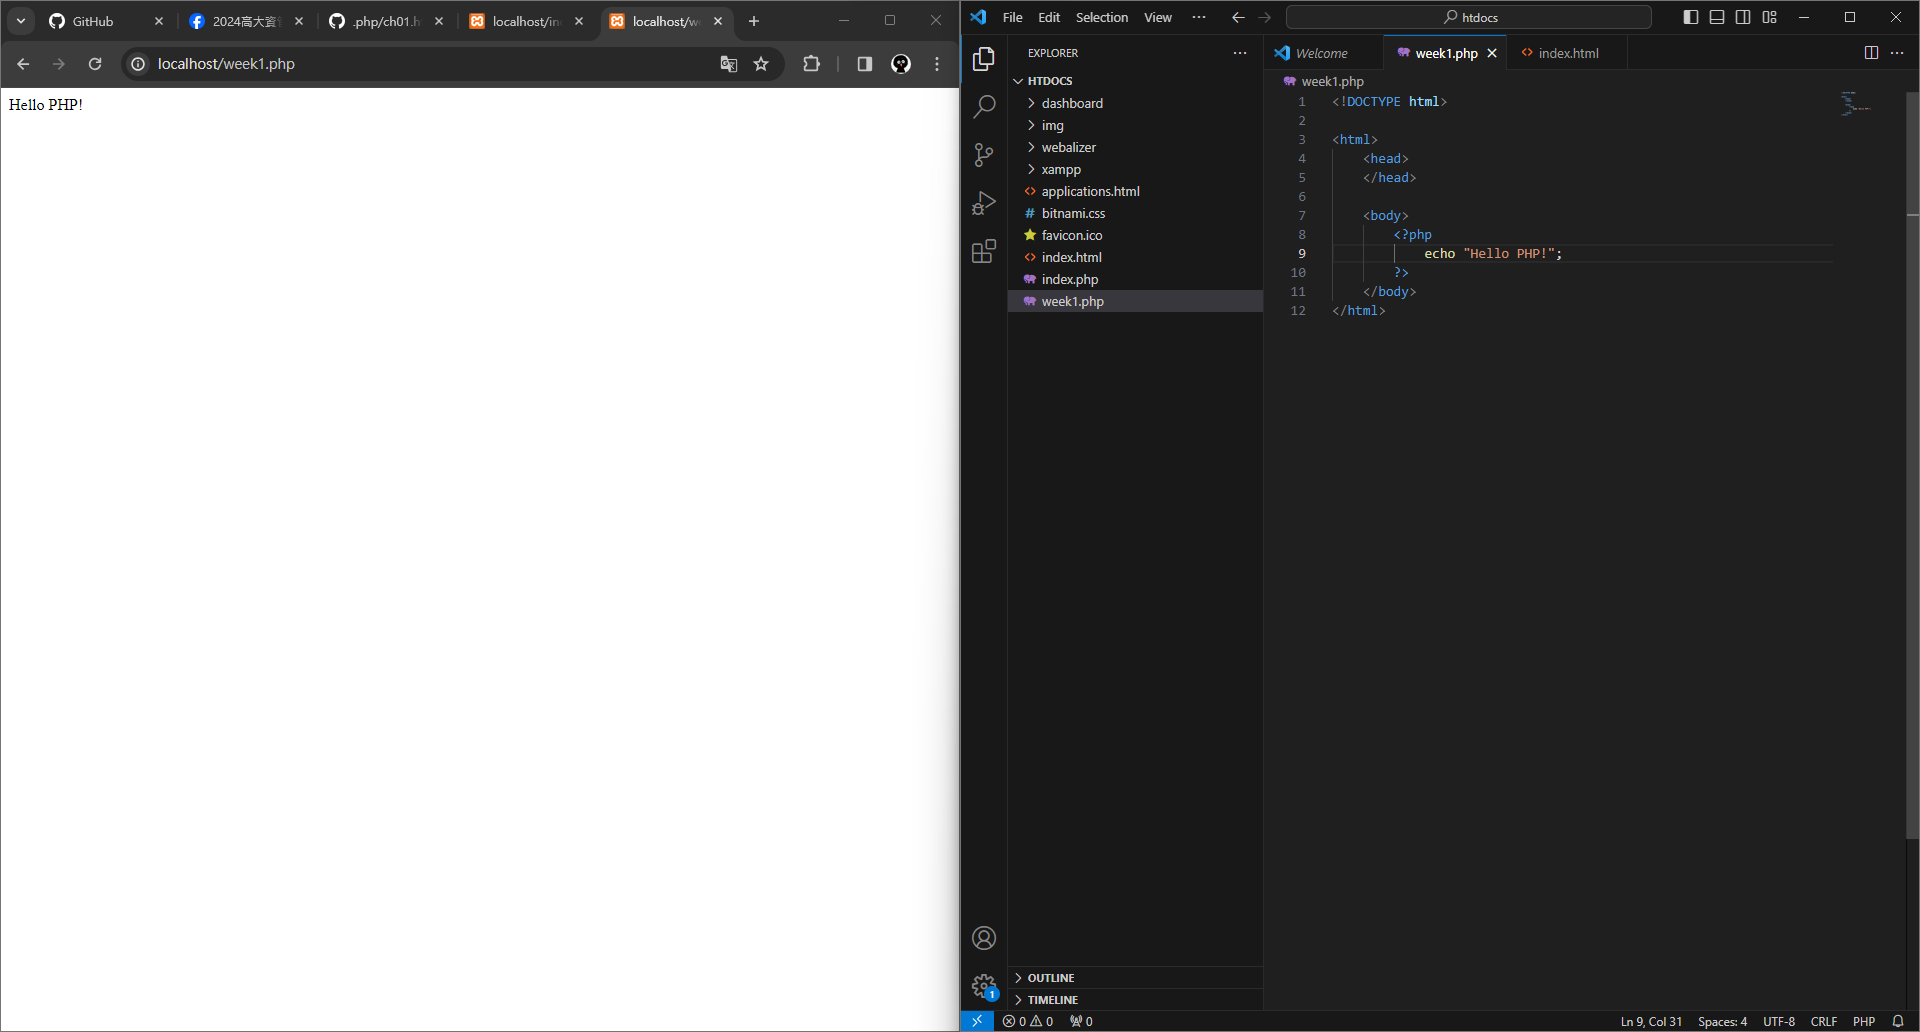 GitHub
2024高大資
.php/ch01.h
localhost/in
localhost/we
localhost/week1.php
Hello PHP!
File Edit Selection View ···
htdocs
EXPLORER ···
HTDOCS
dashboard
img
webalizer
xampp
applications.html
bitnami.css
favicon.ico
index.html
index.php
week1.php
OUTLINE
TIMELINE
Welcome
week1.php
index.html
week1.php
1 <!DOCTYPE html>
2
3 <html>
4 <head>
5 </head>
6
7 <body>
8 <?php
9 echo "Hello PHP!";
10 ?>
11 </body>
12 </html>
1
0 0 0
Ln 9, Col 31 Spaces: 4 UTF-8 CRLF PHP